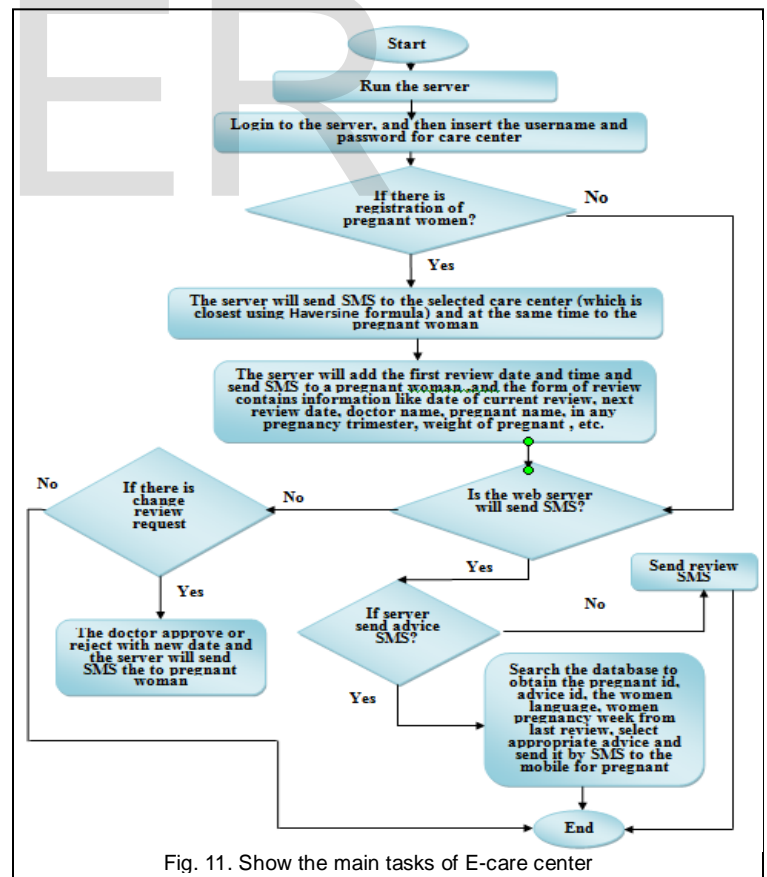 ER
Start
Run the server
Login to the server, and then insert the username and
password for care center
If there is
registration of
pregnant women?
No
Yes
The server will send SMS to the selected care center (which is
closest using Haversine formula) and at the same time to the
pregnant woman
The server will add the first review date and time and
send SMS to a pregnant woman ,and the form of review
contains information like date of current review, next
review date, doctor name, pregnant name, in any
pregnancy trimester, weight of pregnant , etc.
No
If there is
change
review
request
No
Is the web server
will send SMS?
Yes
Yes
Send review
SMS
The doctor approve or
reject with new date and
the server will send
SMS the to pregnant
woman
If server
send advice
SMS?
No
Yes
Search the database to
obtain the pregnant id,
advice id, the women
language, women
pregnancy week from
last review, select
appropriate advice and
send it by SMS to the
mobile for pregnant
End
Fig. 11. Show the main tasks of E-care center